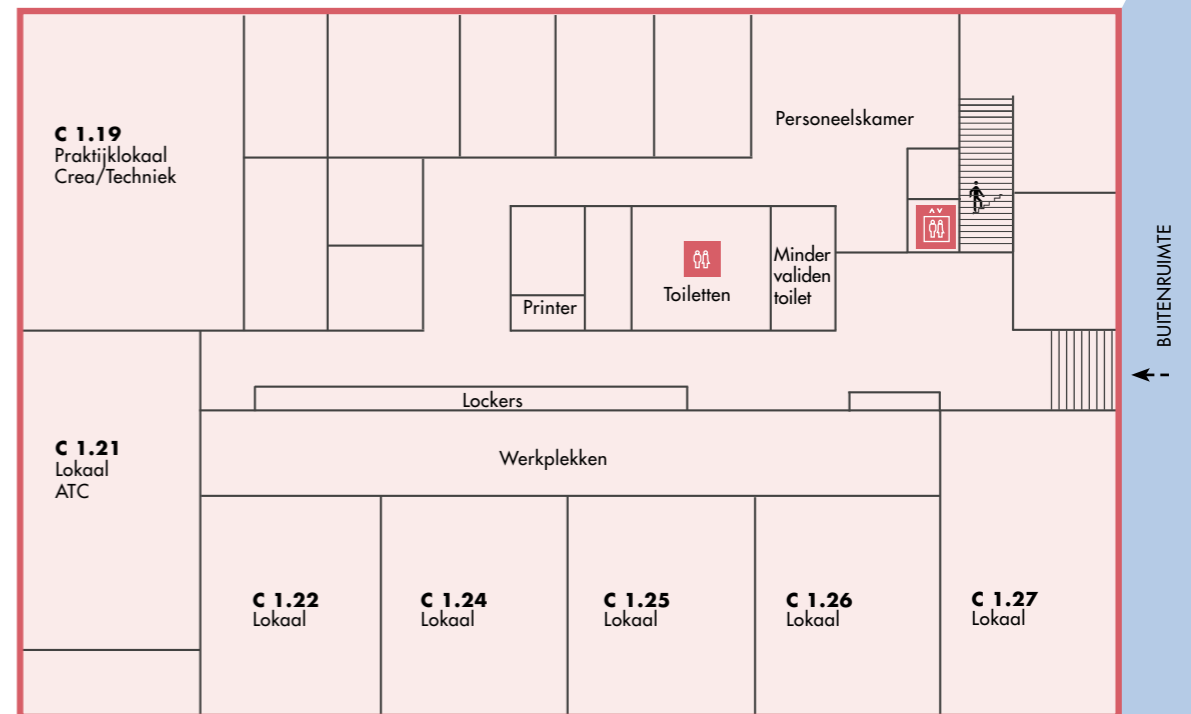 C 1.19
Praktijklokaal
Crea/Techniek
Personeelskamer
Printer
Toiletten
Minder
validen
toilet
BUITENRUIMTE
Lockers
Werkplekken
C 1.21
Lokaal
ATC
C 1.22
Lokaal
C 1.24
Lokaal
C 1.25
Lokaal
C 1.26
Lokaal
C 1.27
Lokaal